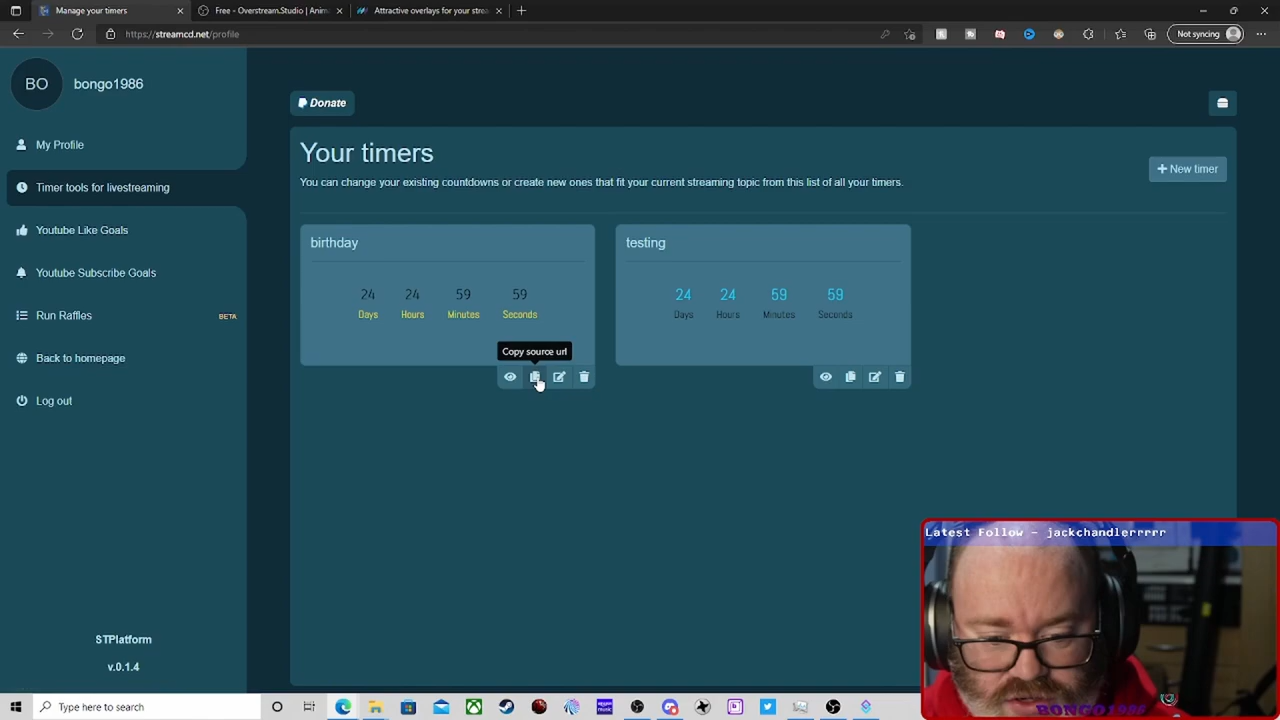 Manage your timers
Free - Overstream.Studio | Anim
Attractive overlays for your strea
https://streamcd.net/profile
Not syncing
BO
bongo1986
My Profile
Timer tools for livestreaming
Youtube Like Goals
Youtube Subscribe Goals
Run Raffles
BETA
Back to homepage
Log out
STPlatform
v.0.1.4
Donate
Your timers
You can change your existing countdowns or create new ones that fit your current streaming topic from this list of all your timers.
New timer
birthday
24 24 59 59
Days Hours Minutes Seconds
Copy source url
testing
24 24 59 59
Days Hours Minutes Seconds
Latest Follow - jackchandlerrrrr
BONGO1986
Type here to search